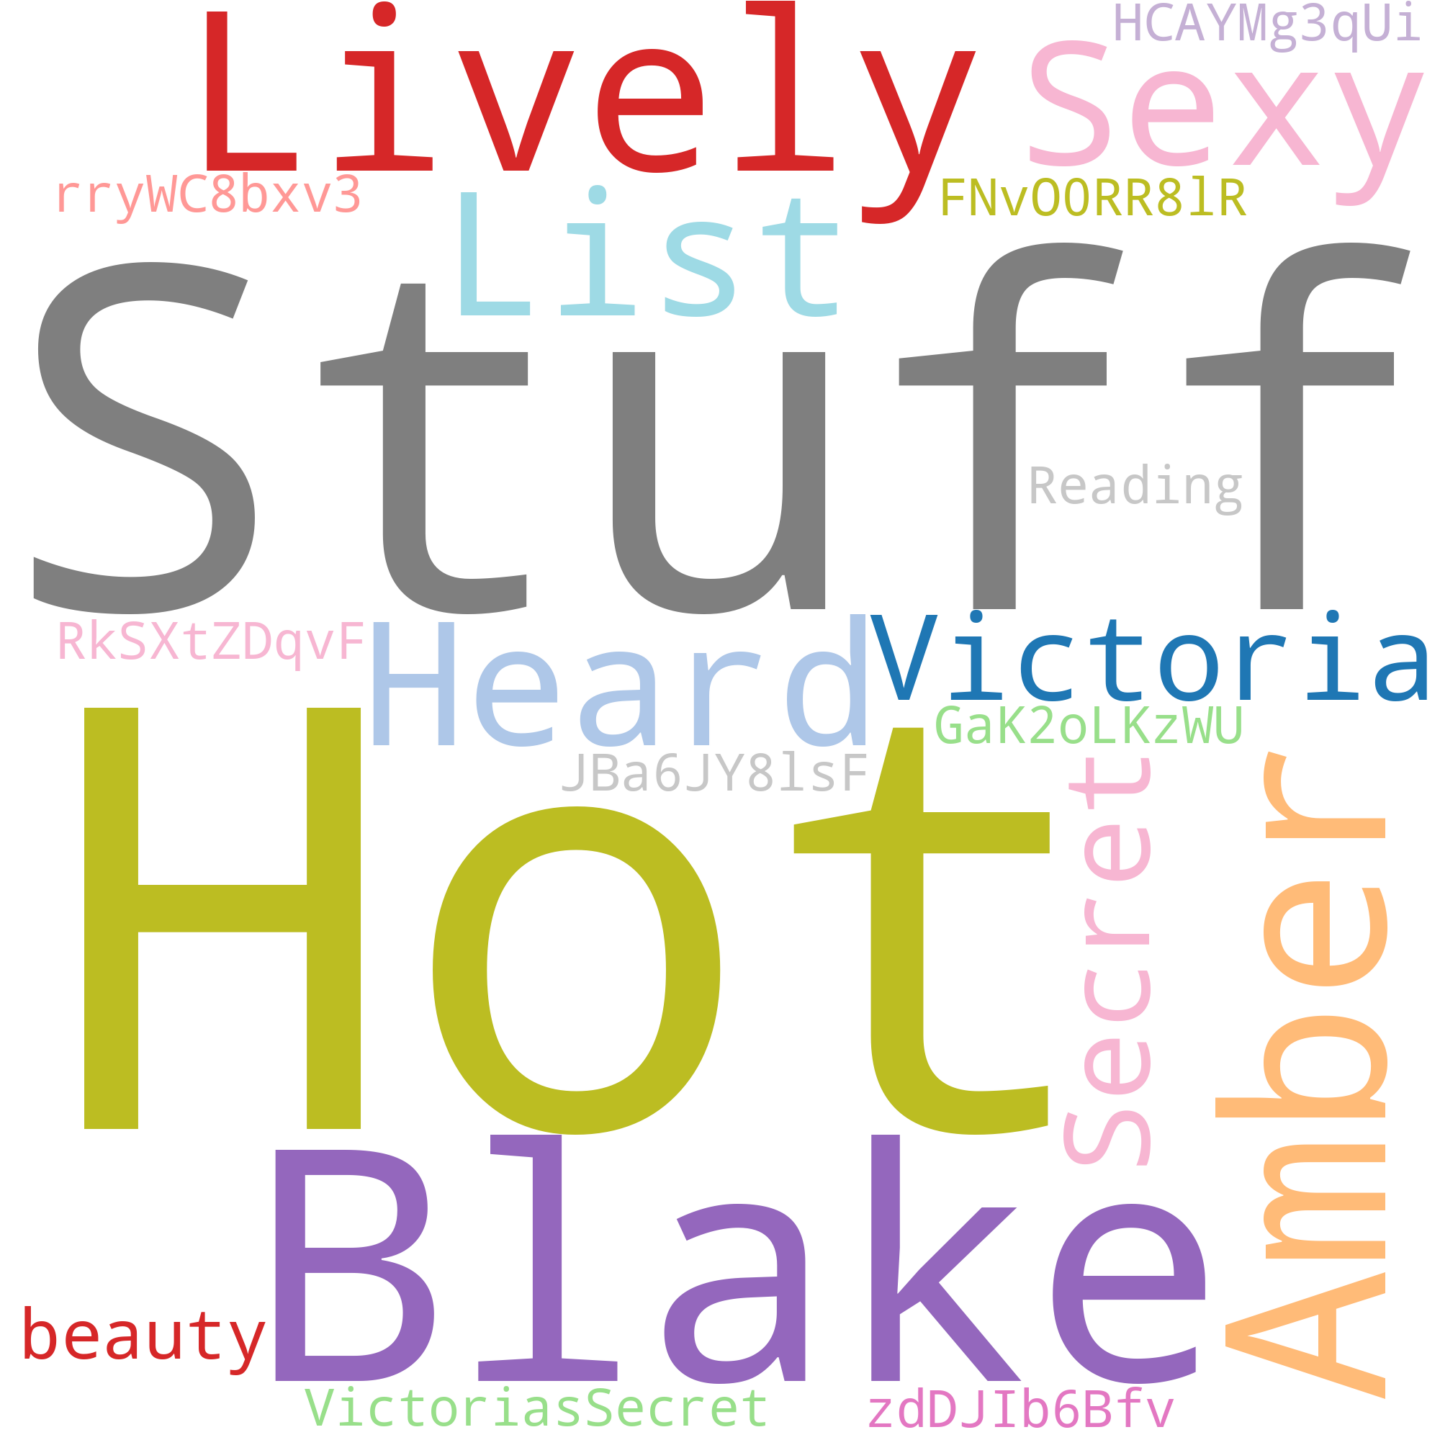 HCAYMg3qUi
Lively
Sexy
rryWC8bxv3
FNvO0RR8lR
List
Stuff
Reading
RkSXtZDqvF
Heard
Victoria
GaK2oLKzWU
JBa6JY8lsF
Hot
Secret
Amber
Blake
beauty
VictoriasSecret
zdDJIb6Bfv